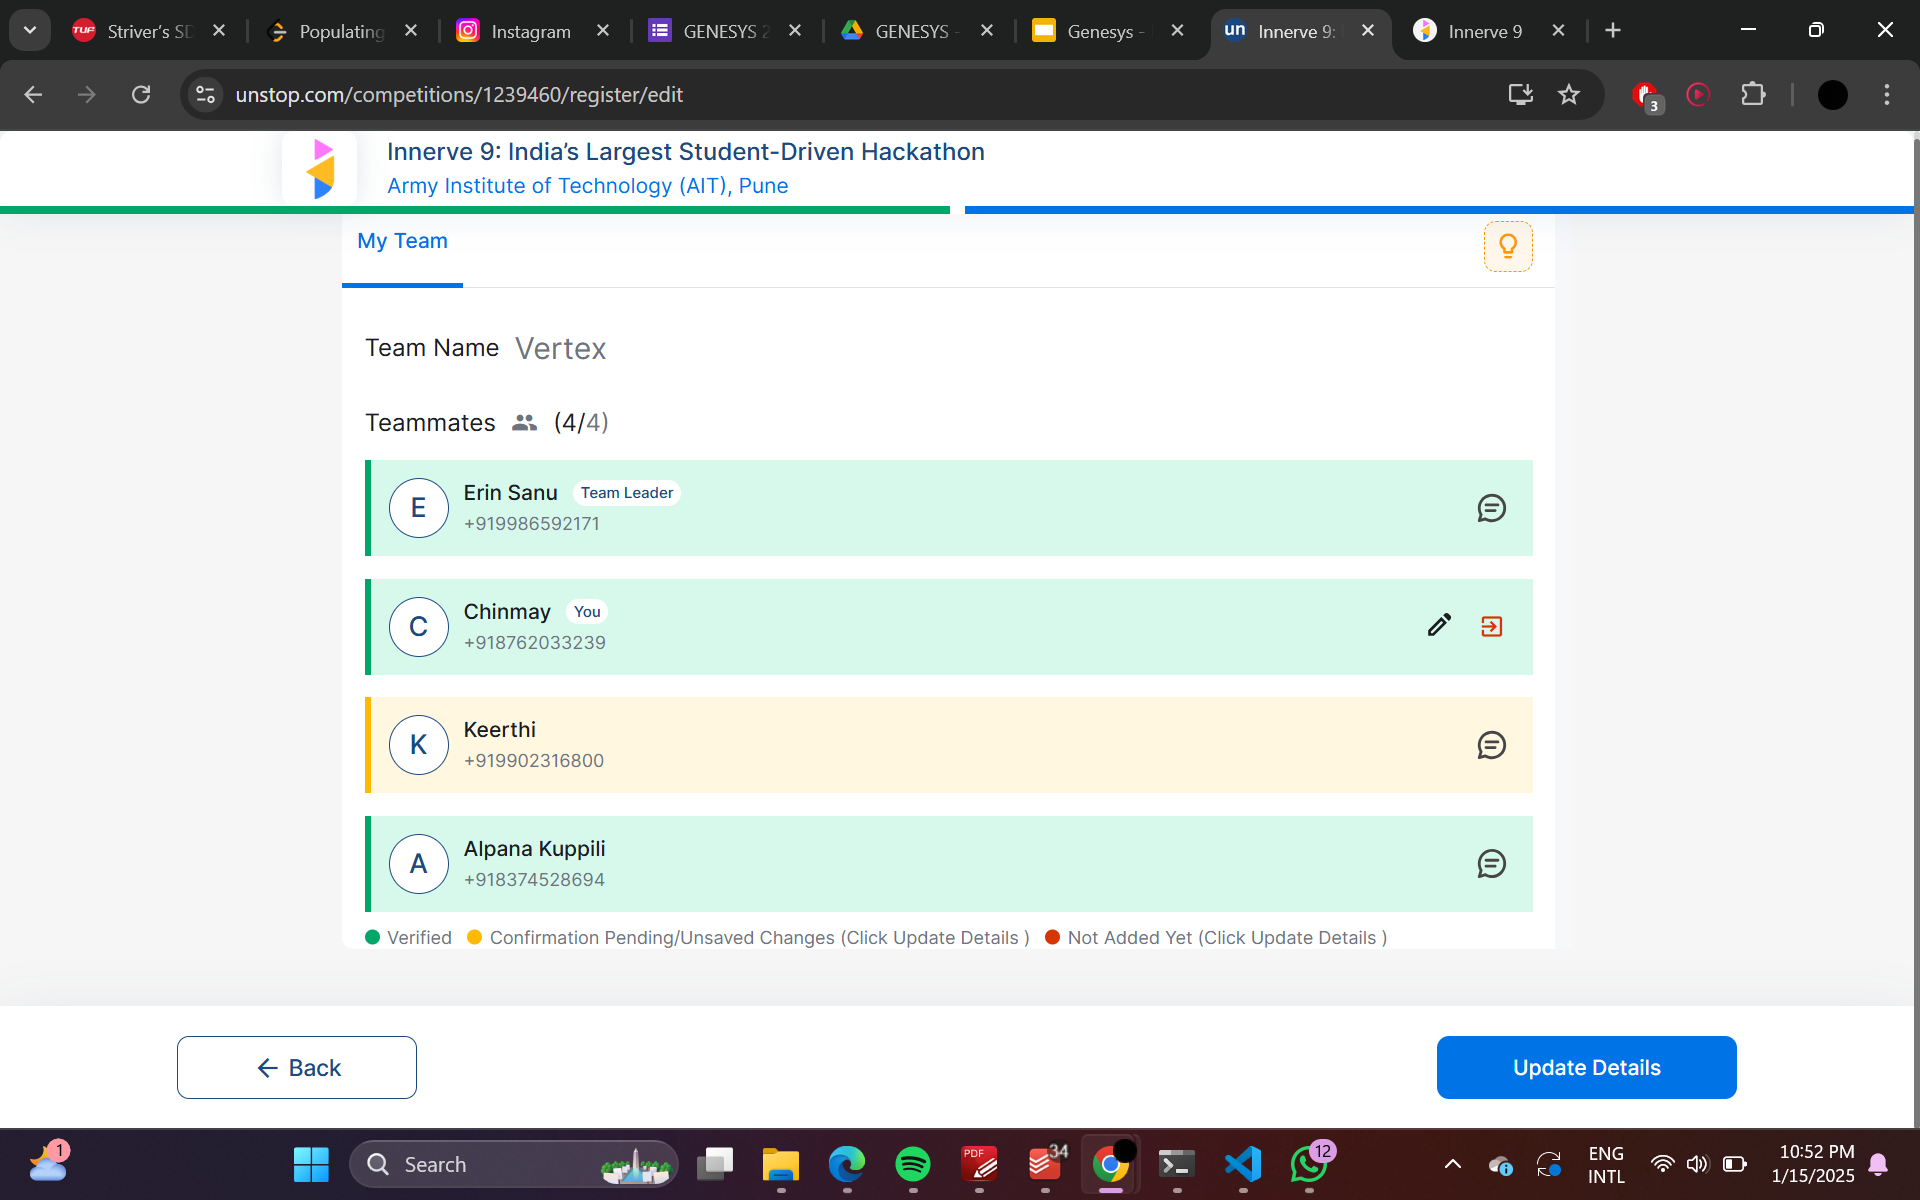 Striver's SD
Populating
Instagram
GENESYS 2
GENESYS -
Genesys -
un
Innerve 9:
Innerve 9
unstop.com/competitions/1239460/register/edit
3
Innerve 9: India's Largest Student-Driven Hackathon
Army Institute of Technology (AIT), Pune
My Team
Team Name Vertex
Teammates (4/4)
E
Erin Sanu Team Leader
+919986592171
C
Chinmay You
+918762033239
K
Keerthi
+919902316800
A
Alpana Kuppili
+918374528694
Verified Confirmation Pending/Unsaved Changes (Click Update Details ) Not Added Yet (Click Update Details )
← Back
Update Details
1
Search
PDF
34
12
ENG
INTL
10:52 PM
1/15/2025